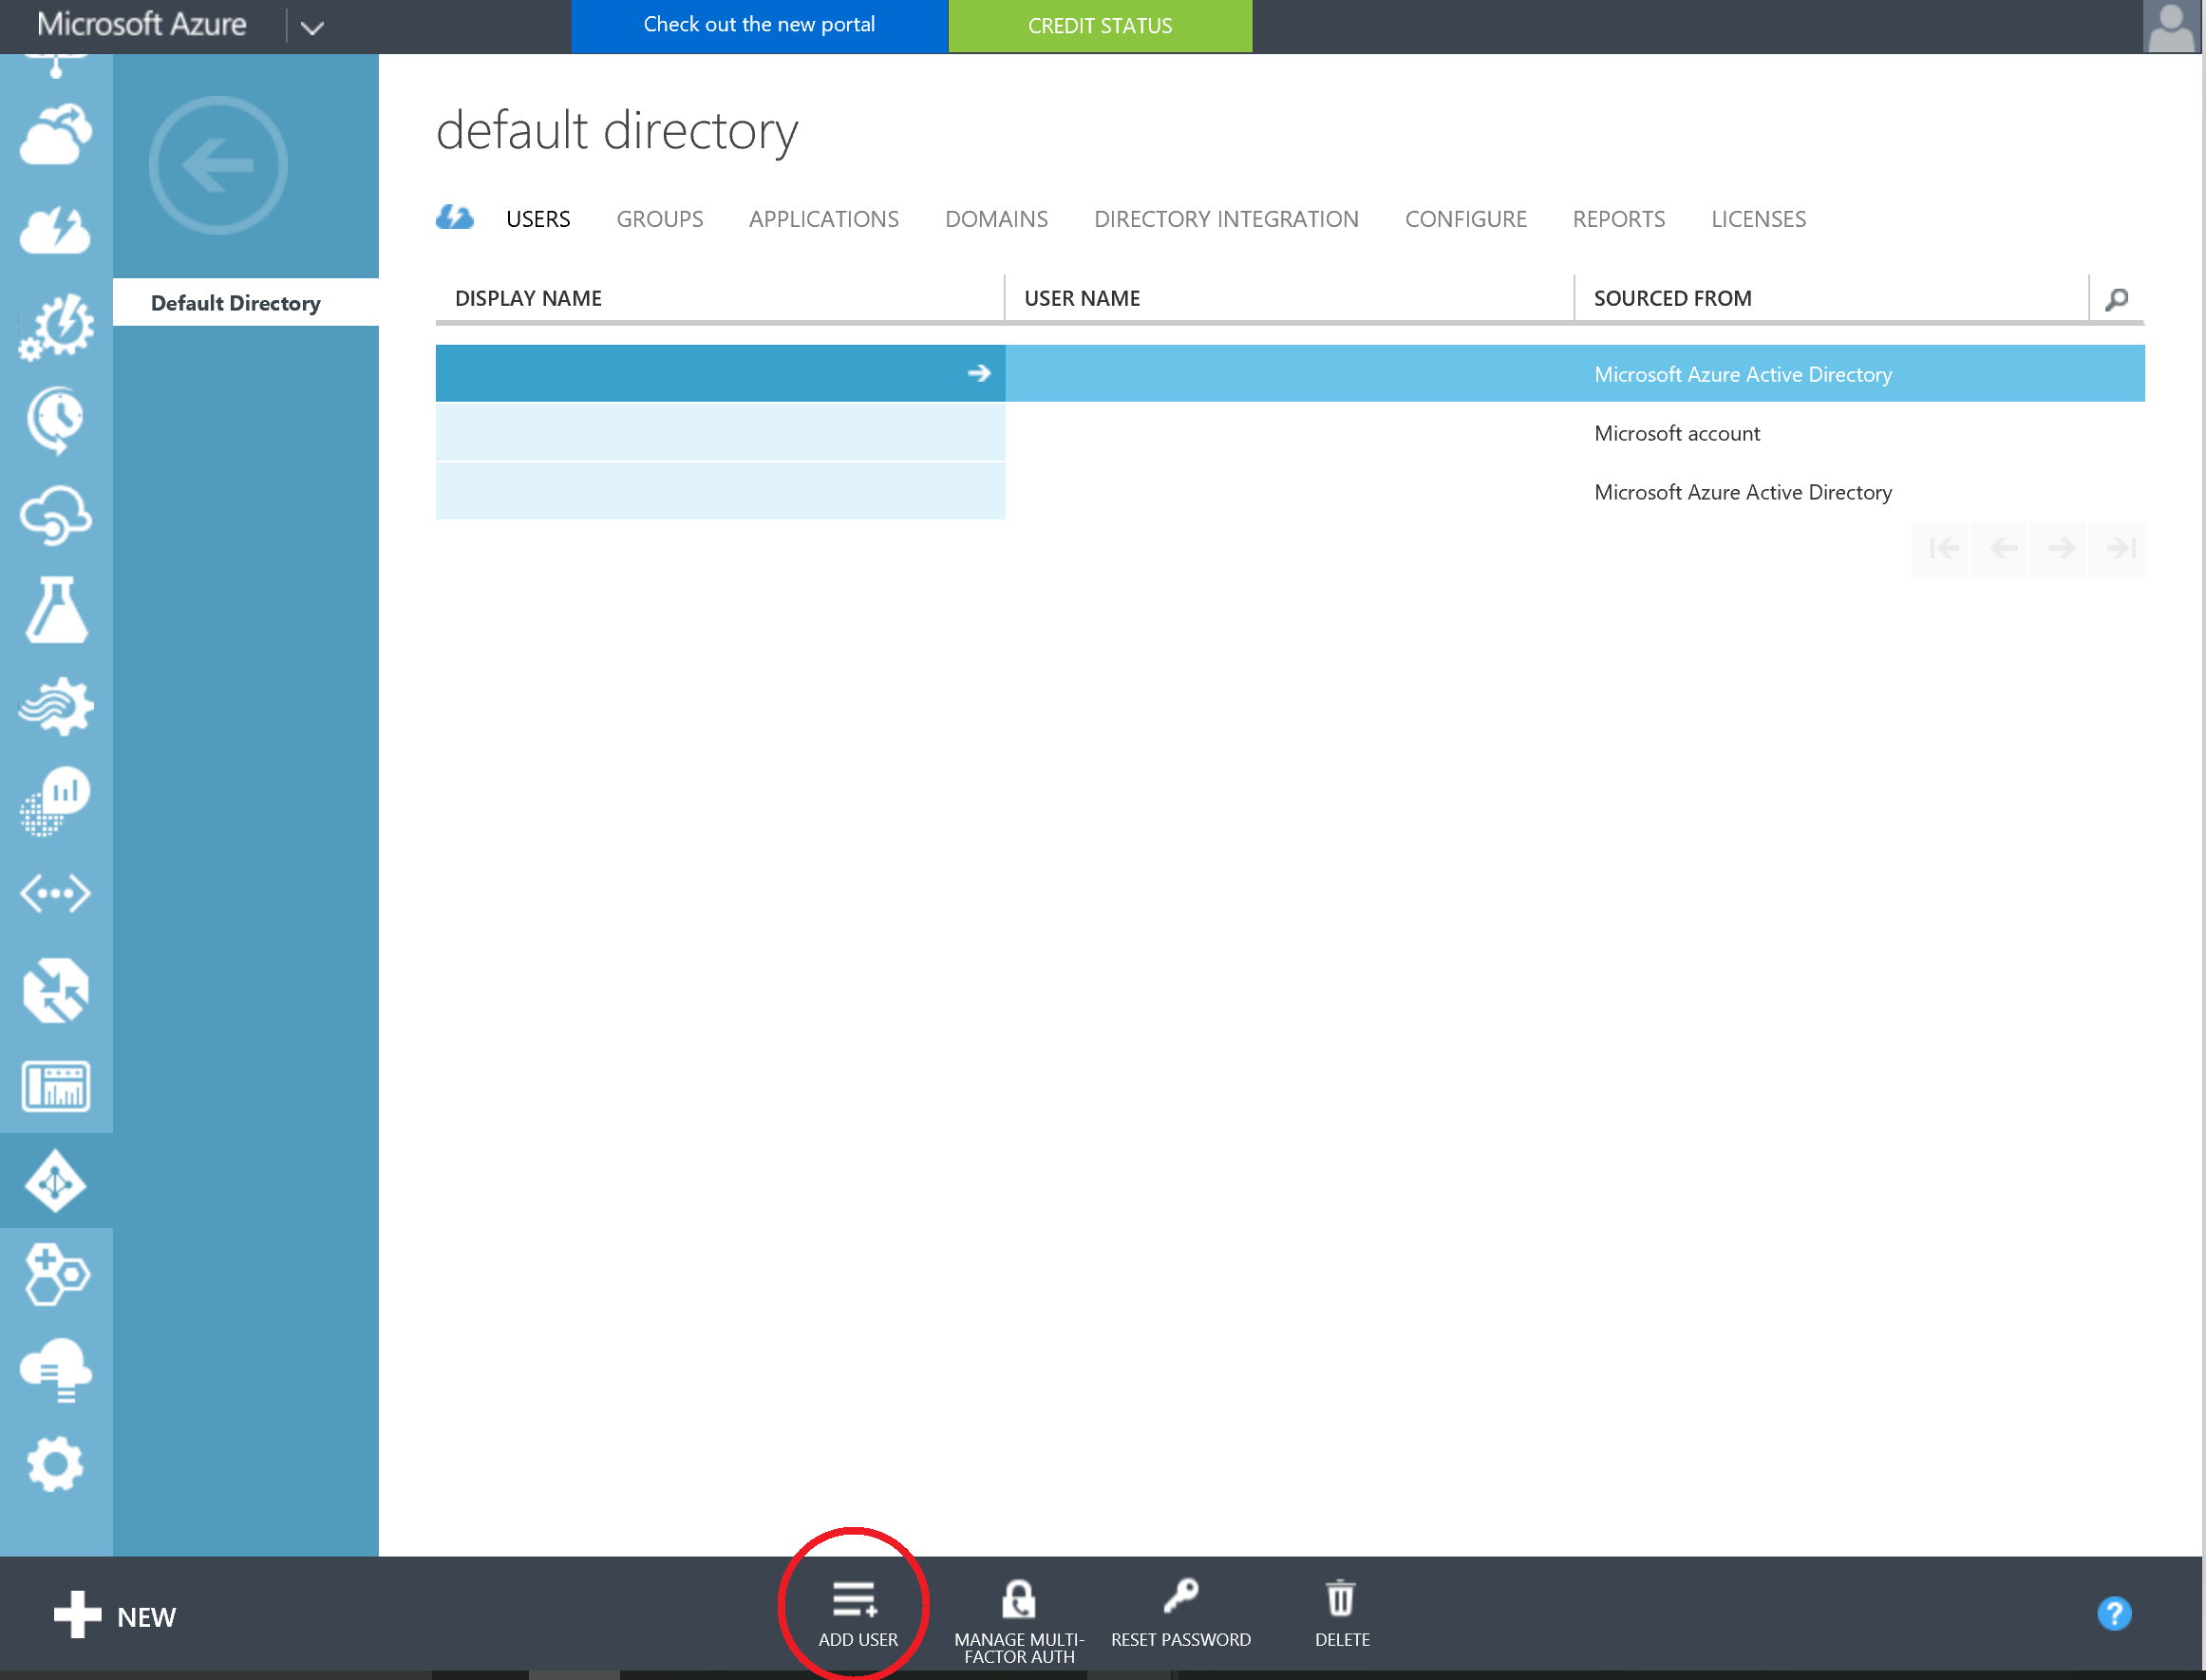 Microsoft Azure
Check out the new portal
CREDIT STATUS
default directory
Default Directory
USERS GROUPS APPLICATIONS DOMAINS DIRECTORY INTEGRATION CONFIGURE REPORTS LICENSES
DISPLAY NAME USER NAME SOURCED FROM
Microsoft Azure Active Directory
Microsoft account
Microsoft Azure Active Directory
NEW
ADD USER
MANAGE MULTI-
FACTOR AUTH
RESET PASSWORD
DELETE
?